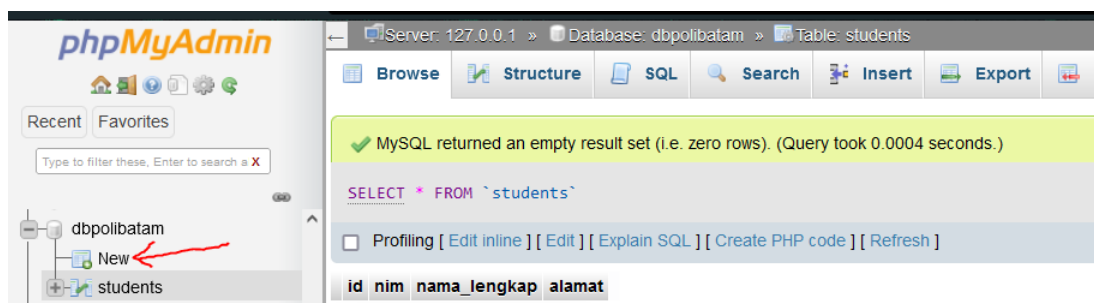 phpMyAdmin
Recent Favorites
Type to filter these, Enter to search a X
dbpolibatam
New
students
Server: 127.0.0.1 » Database: dbpolibatam » Table: students
Browse Structure SQL Search Insert Export
MySQL returned an empty result set (i.e. zero rows). (Query took 0.0004 seconds.)
SELECT * FROM `students`
Profiling [ Edit inline ] [ Edit ] [ Explain SQL ] [ Create PHP code ] [ Refresh ]
id nim nama_lengkap alamat